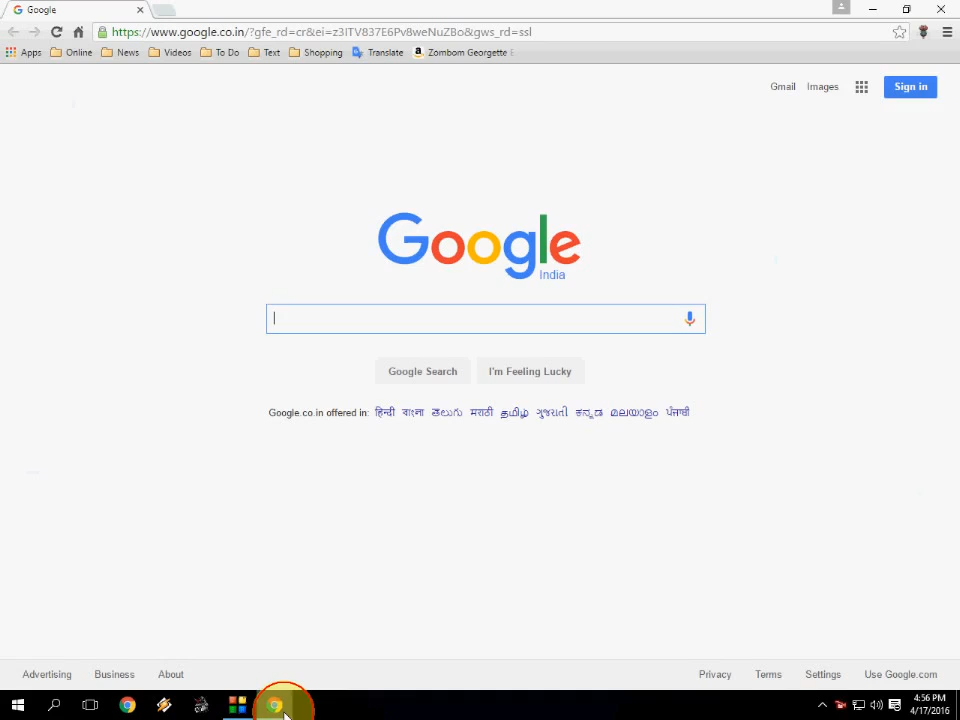 Google
https://www.google.co.in/?gfe_rd=cr&ei=z3ITV837E6Pv8weNuZBo&gws_rd=ssl
Apps Online News Videos To Do Text Shopping Translate Zombom Georgette
Gmail Images Sign in
Google
India
Google Search I'm Feeling Lucky
Google.co.in offered in: हिन्दी বাংলা తెలుగు मराठी தமிழ் ગુજરાતી ಕನ್ನಡ മലയാളം ਪੰਜਾਬੀ
Advertising Business About Privacy Terms Settings Use Google.com
4:56 PM
4/17/2016